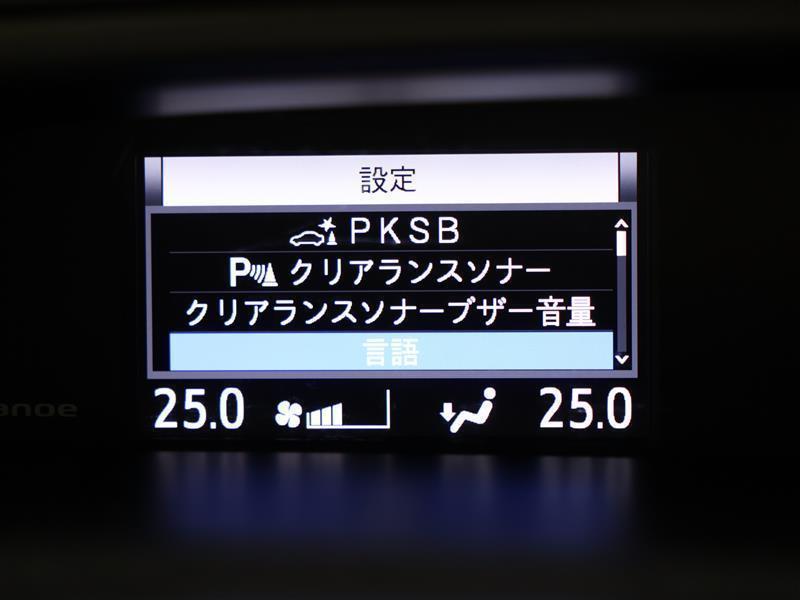 設定
PKSB
P クリアランスソナー
クリアランスソナーブザー音量
言語
25.0 25.0
anoe